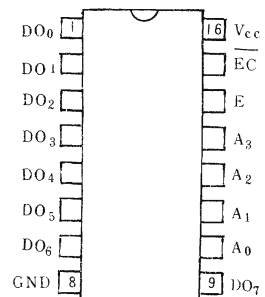 DO₀ 1 16 Vcc
DO₁ EC
DO₂ E
DO₃ A₃
DO₄ A₂
DO₅ A₁
DO₆ A₀
GND 8 9 DO₇